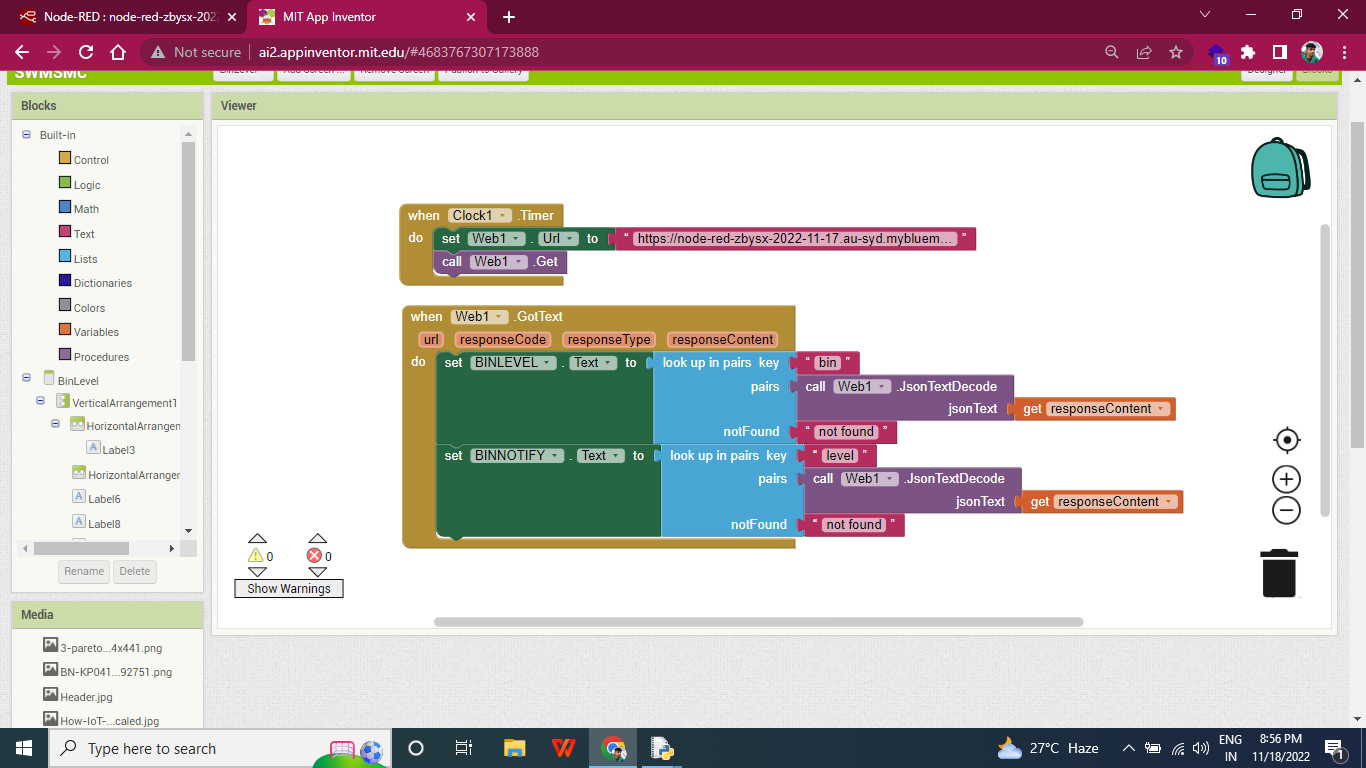 Node-RED : node-red-zbysx-202
MIT App Inventor
Not secure
ai2.appinventor.mit.edu/#4683767307173888
10
SWMSMC
Blocks
Viewer
Built-in
Control
Logic
Math
Text
Lists
Dictionaries
Colors
Variables
Procedures
BinLevel
VerticalArrangement1
HorizontalArrangen
Label3
HorizontalArranger
Label6
Label8
Rename
Delete
Media
3-pareto...4x441.png
BN-KP041...92751.png
Header.jpg
How-IoT-...caled.jpg
when Clock1 .Timer
do set Web1 . Url to “ https://node-red-zbysx-2022-11-17.au-syd.mybluem... ”
call Web1 .Get
when Web1 .GotText
url responseCode responseType responseContent
do set BINLEVEL . Text to look up in pairs key “ bin ”
pairs call Web1 .JsonTextDecode
jsonText get responseContent
notFound “ not found ”
set BINNOTIFY . Text to look up in pairs key “ level ”
pairs call Web1 .JsonTextDecode
jsonText get responseContent
notFound “ not found ”
0 0
Show Warnings
Type here to search
27°C Haze
ENG
IN
8:56 PM
11/18/2022
1